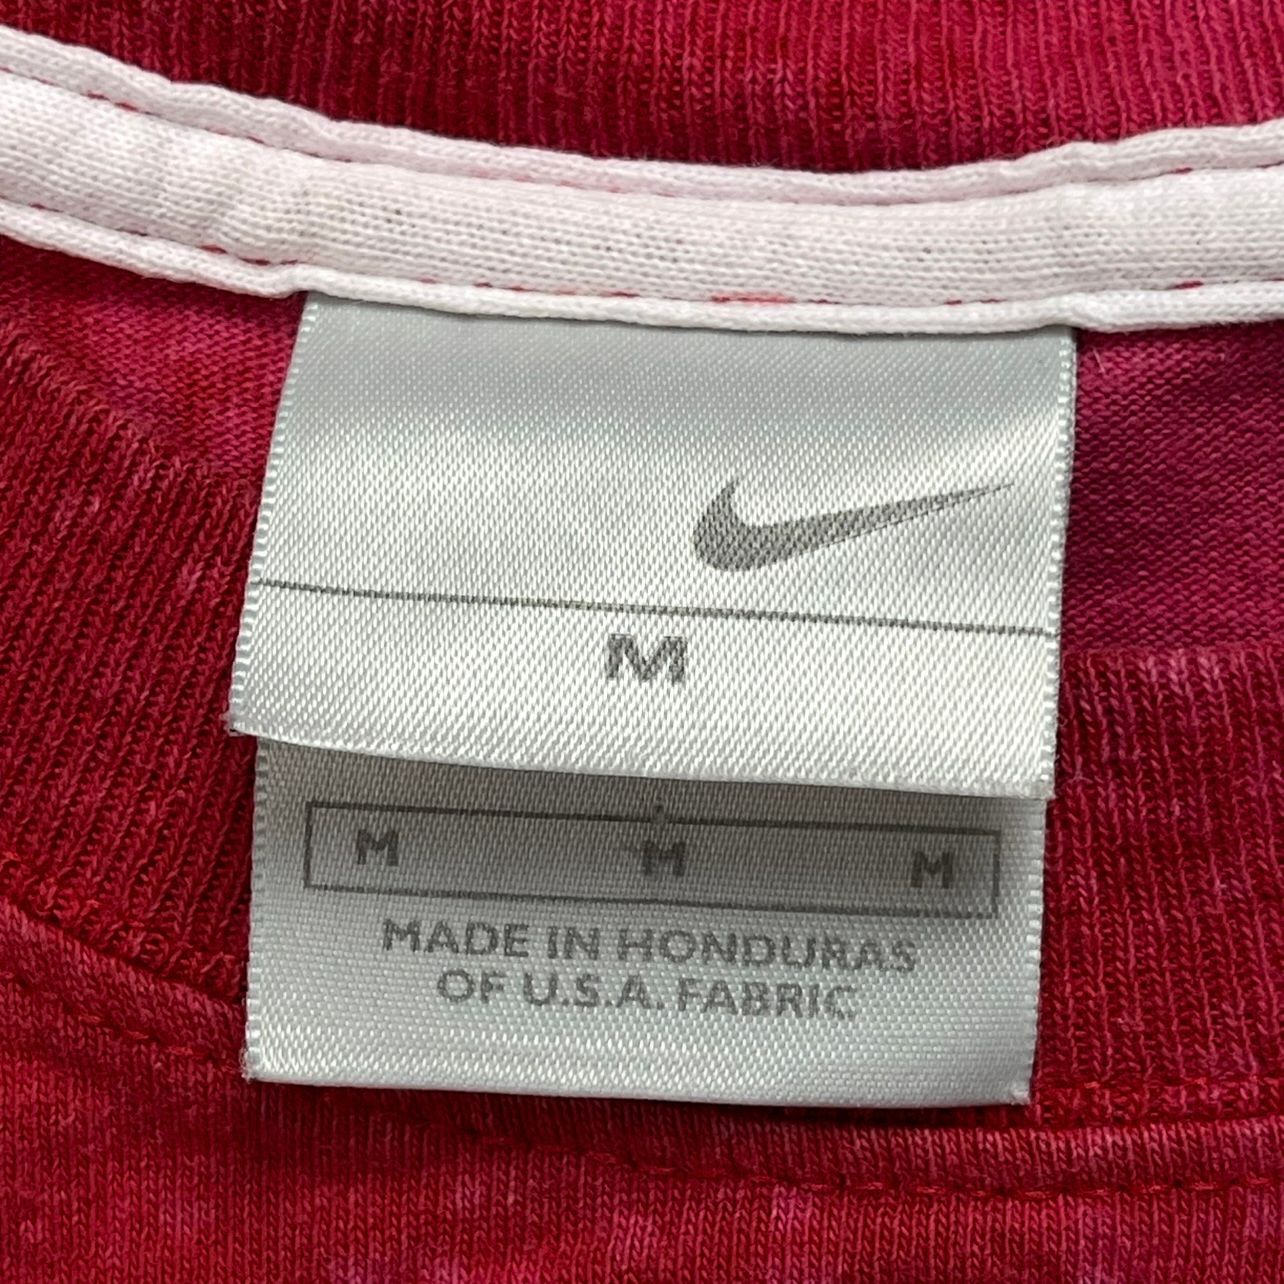 M
M M M
MADE IN HONDURAS
OF U.S.A. FABRIC